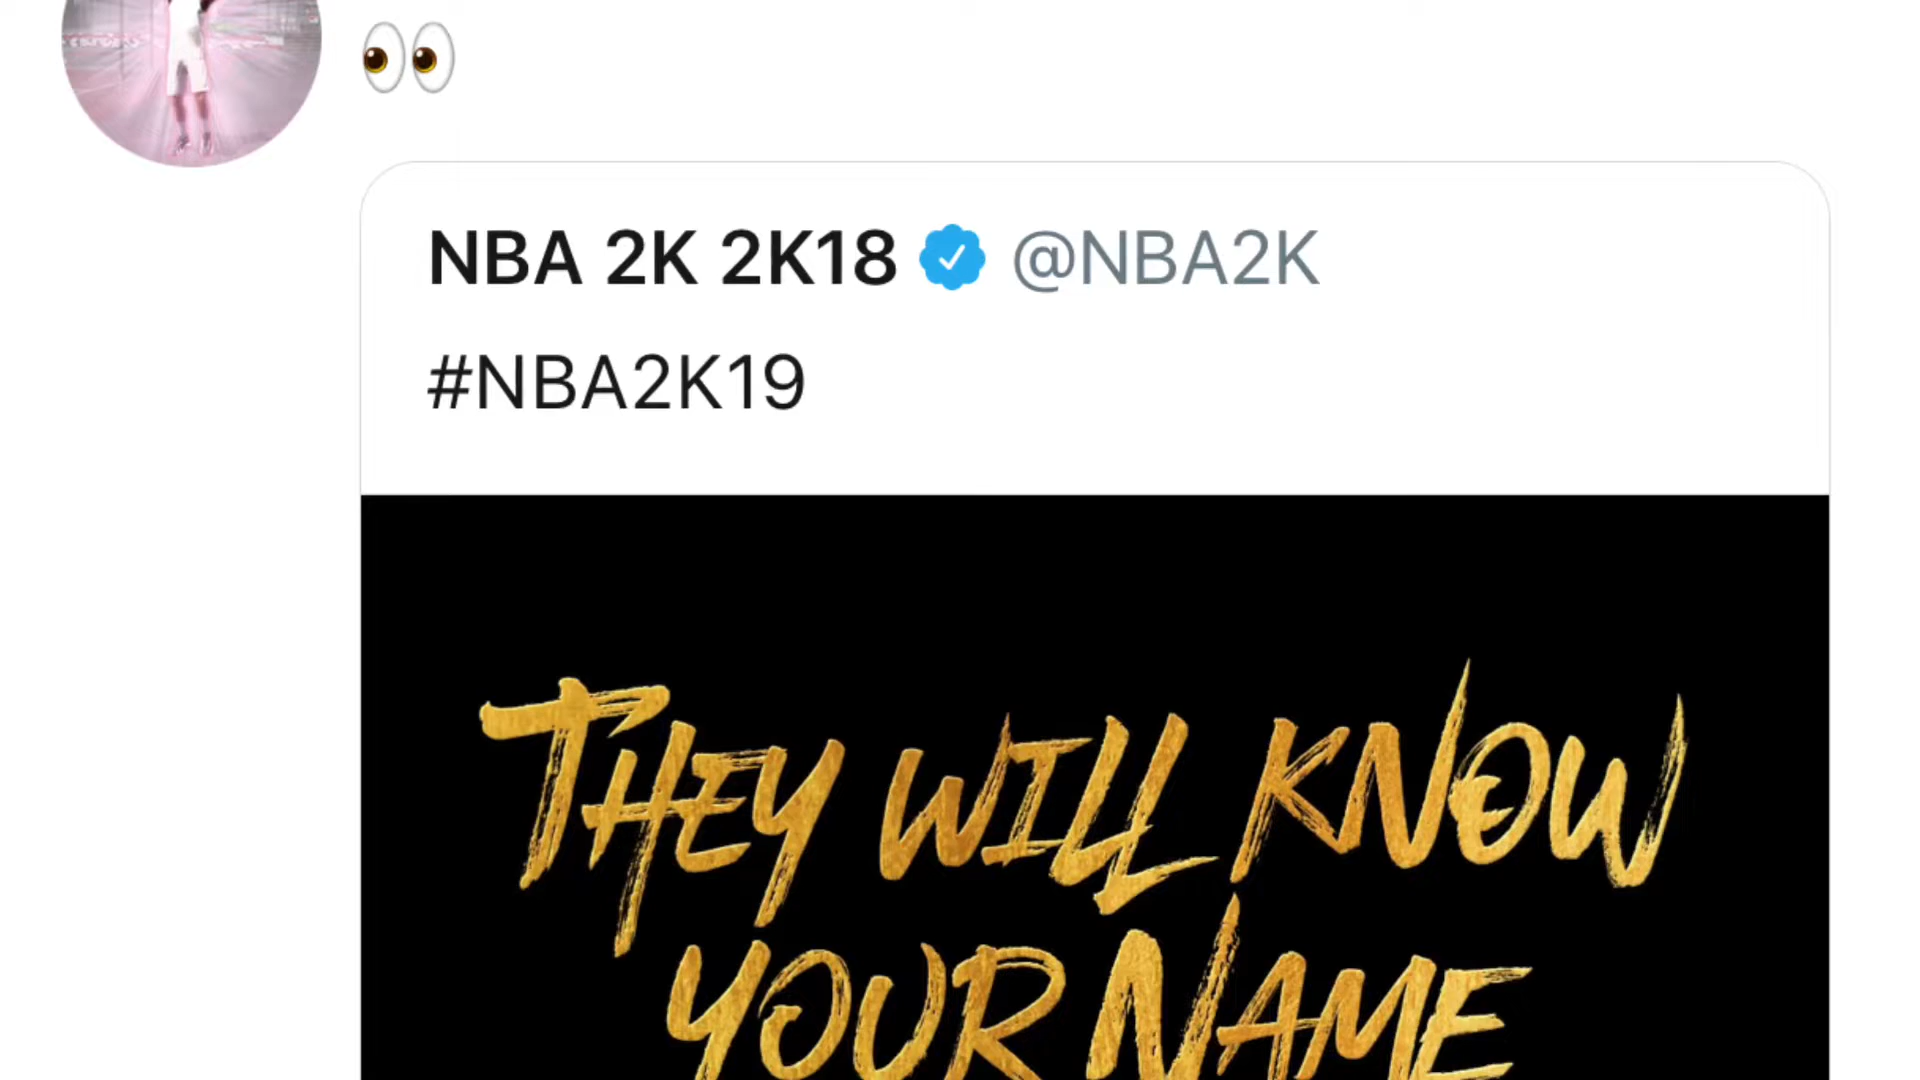 👀
NBA 2K 2K18 @NBA2K
#NBA2K19
THEY WILL KNOW
YOUR NAME